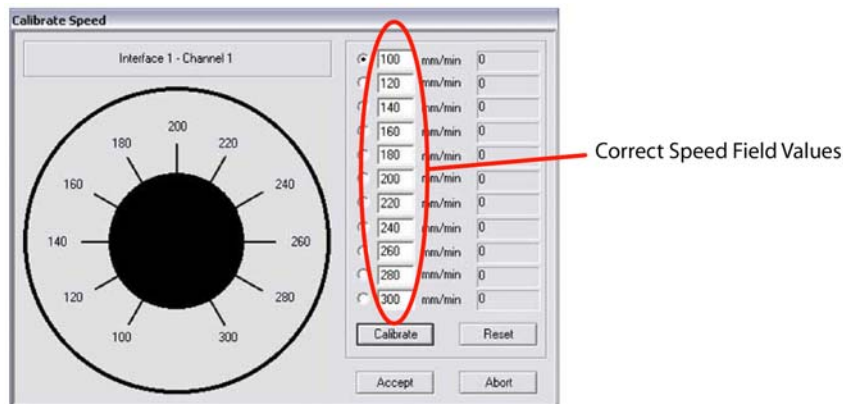 Calibrate Speed
Interface 1 - Channel 1
200
180
220
160
240
140
260
120
280
100
300
100 mm/min 0
120 mm/min 0
140 mm/min 0
160 mm/min 0
180 mm/min 0
200 mm/min 0
220 mm/min 0
240 mm/min 0
260 mm/min 0
280 mm/min 0
300 mm/min 0
Correct Speed Field Values
Calibrate Reset
Accept Abort